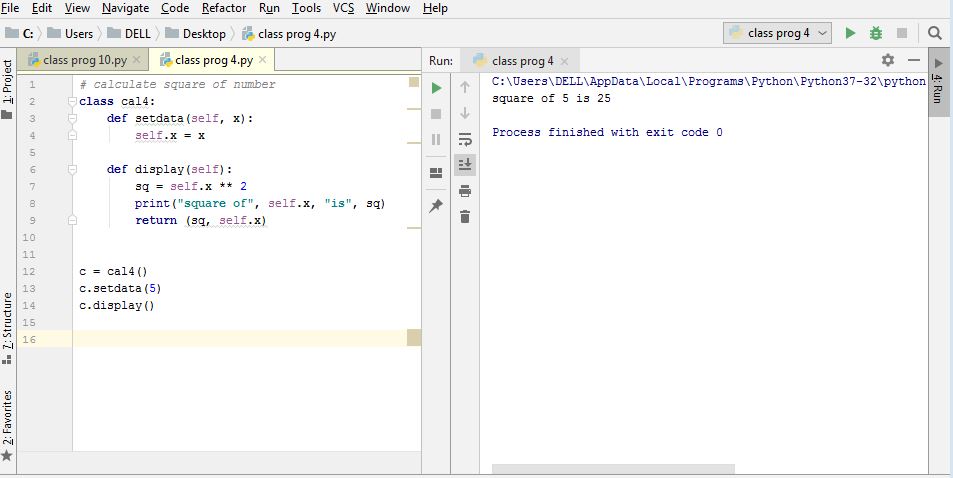 File Edit View Navigate Code Refactor Run Tools VCS Window Help
C: Users DELL Desktop class prog 4.py class prog 4
class prog 10.py class prog 4.py Run: class prog 4
1: Project
7: Structure
2: Favorites
4: Run
1 # calculate square of number
2 class cal4:
3 def setdata(self, x):
4 self.x = x
5
6 def display(self):
7 sq = self.x ** 2
8 print("square of", self.x, "is", sq)
9 return (sq, self.x)
10
11
12 c = cal4()
13 c.setdata(5)
14 c.display()
15
16
C:\Users\DELL\AppData\Local\Programs\Python\Python37-32\python
square of 5 is 25
Process finished with exit code 0